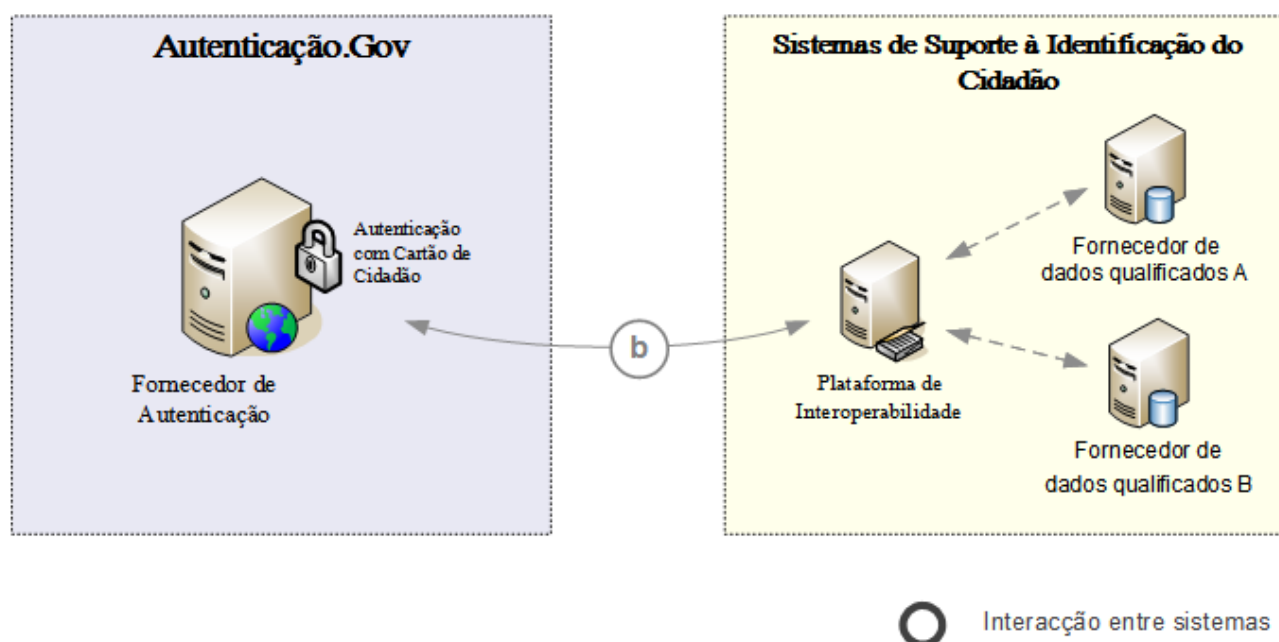 Autenticação.Gov
Autenticação
com Cartão de
Cidadão
Fornecedor de
Autenticação
b
Sistemas de Suporte à Identificação do
Cidadão
Fornecedor de
dados qualificados A
Plataforma de
Interoperabilidade
Fornecedor de
dados qualificados B
Interacção entre sistemas